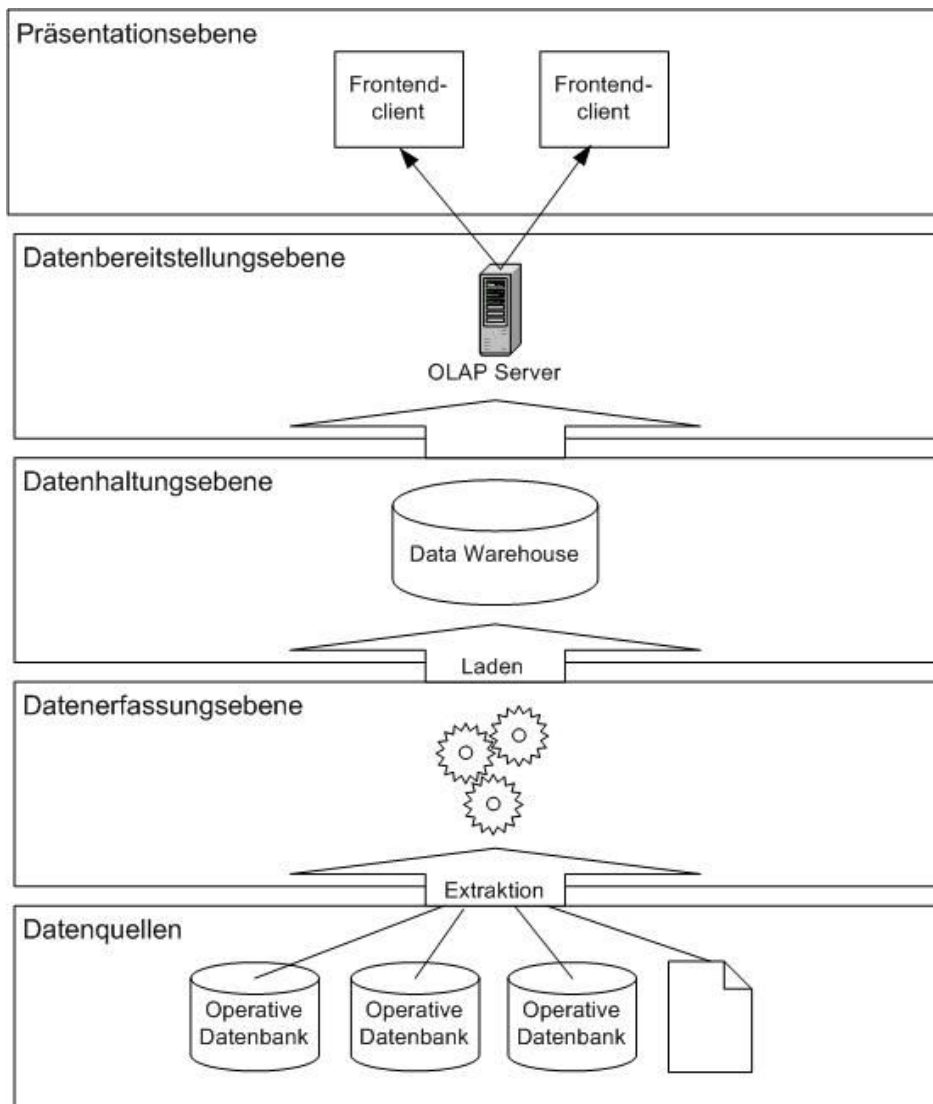 Präsentationsebene
Frontend-
client
Frontend-
client
Datenbereitstellungsebene
OLAP Server
Datenhaltungsebene
Data Warehouse
Laden
Datenerfassungsebene
Extraktion
Datenquellen
Operative
Datenbank
Operative
Datenbank
Operative
Datenbank